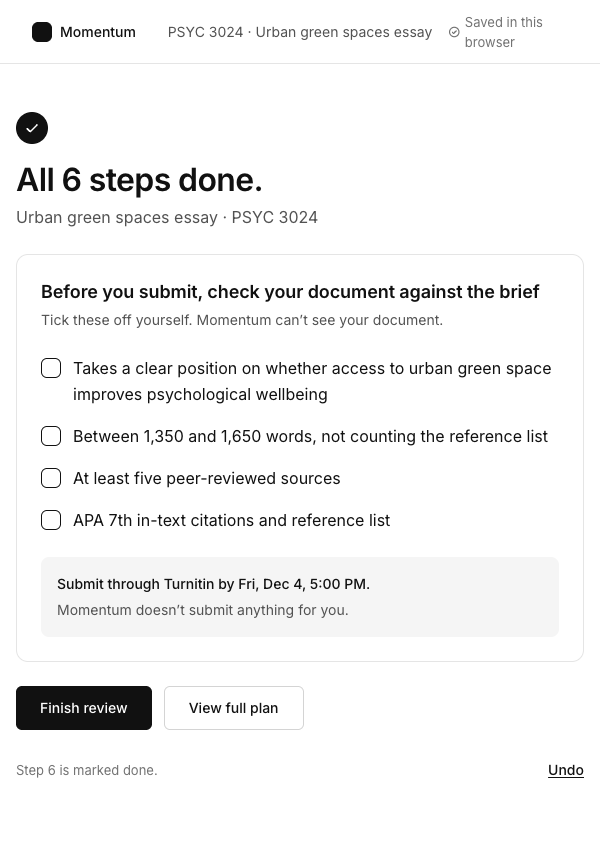 Momentum
PSYC 3024 · Urban green spaces essay
Saved in this
browser
All 6 steps done.
Urban green spaces essay · PSYC 3024
Before you submit, check your document against the brief
Tick these off yourself. Momentum can’t see your document.
Takes a clear position on whether access to urban green space
improves psychological wellbeing
Between 1,350 and 1,650 words, not counting the reference list
At least five peer-reviewed sources
APA 7th in-text citations and reference list
Submit through Turnitin by Fri, Dec 4, 5:00 PM.
Momentum doesn’t submit anything for you.
Finish review
View full plan
Step 6 is marked done.
Undo